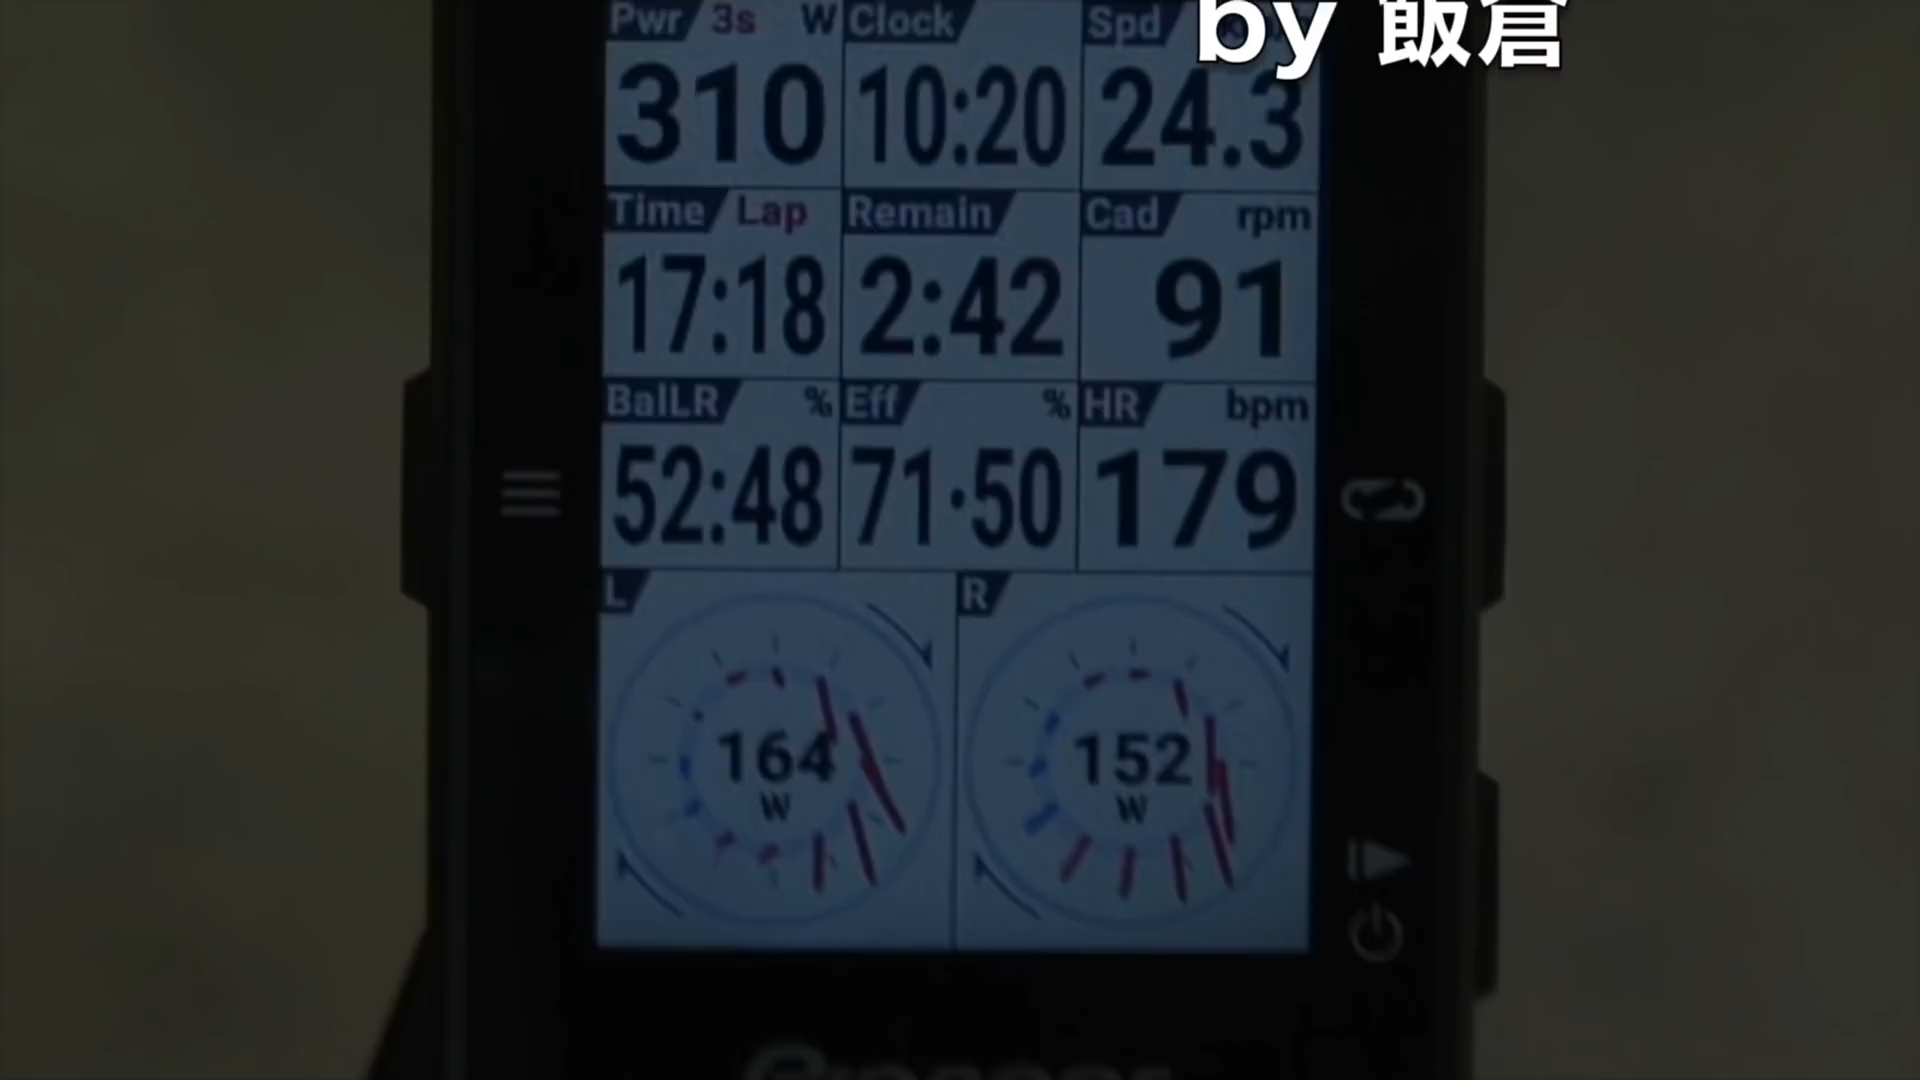 by 飯倉
Pwr 3s W Clock Spd
310 10:20 24.3
Time Lap Remain Cad rpm
17:18 2:42 91
BalLR % Eff % HR bpm
52:48 71·50 179
L R
164 152
W W